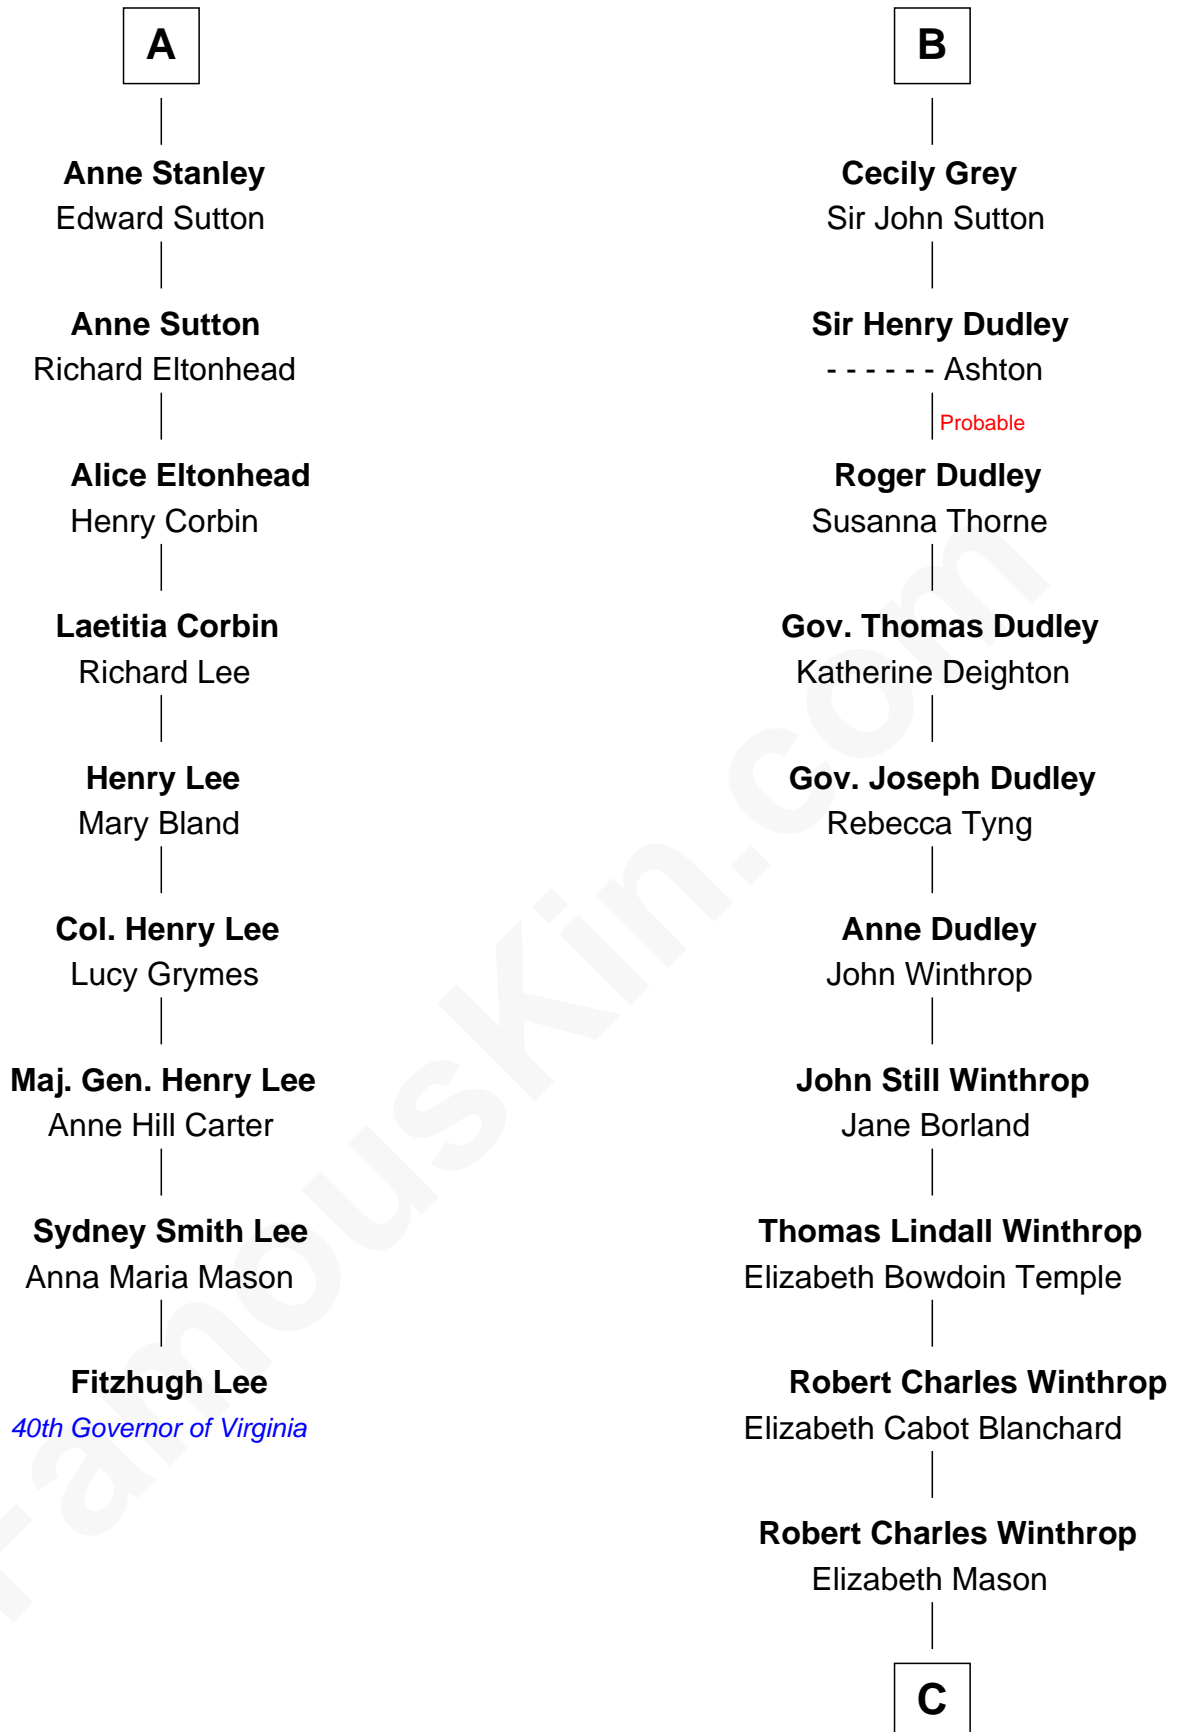 A
Anne Stanley
Edward Sutton
Anne Sutton
Richard Eltonhead
Alice Eltonhead
Henry Corbin
Laetitia Corbin
Richard Lee
Henry Lee
Mary Bland
Col. Henry Lee
Lucy Grymes
Maj. Gen. Henry Lee
Anne Hill Carter
Sydney Smith Lee
Anna Maria Mason
Fitzhugh Lee
40th Governor of Virginia
B
Cecily Grey
Sir John Sutton
Sir Henry Dudley
- - - - - - Ashton
Probable
Roger Dudley
Susanna Thorne
Gov. Thomas Dudley
Katherine Deighton
Gov. Joseph Dudley
Rebecca Tyng
Anne Dudley
John Winthrop
John Still Winthrop
Jane Borland
Thomas Lindall Winthrop
Elizabeth Bowdoin Temple
Robert Charles Winthrop
Elizabeth Cabot Blanchard
Robert Charles Winthrop
Elizabeth Mason
C
FamousKin.com